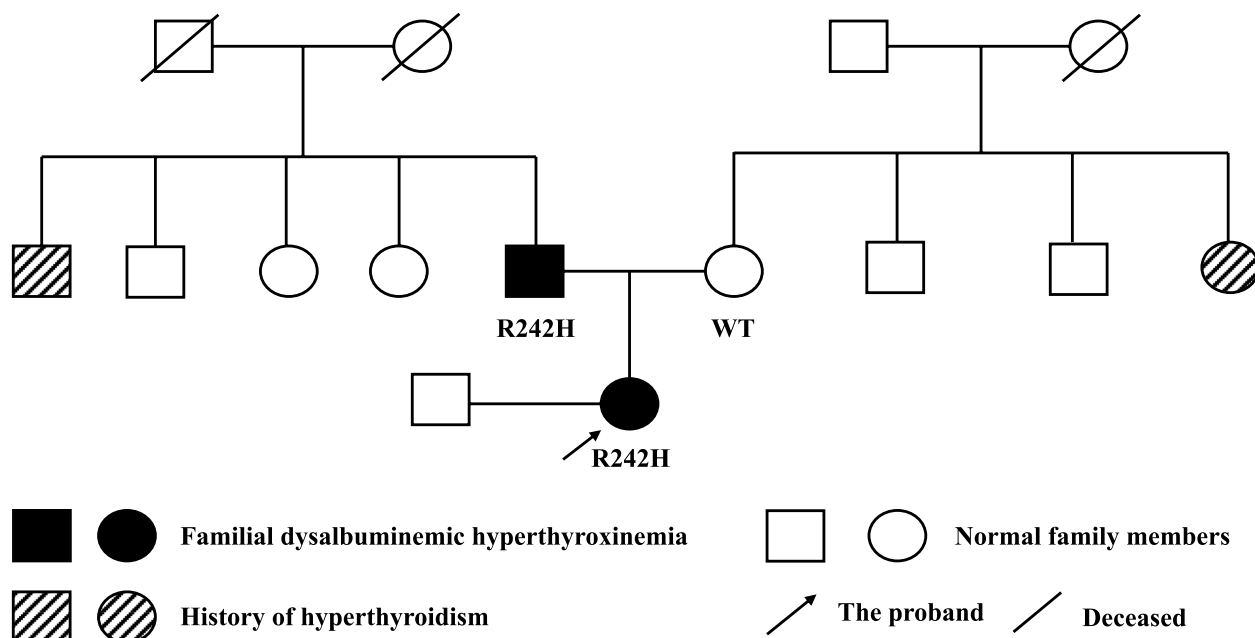 R242H
WT
R242H
Familial dysalbuminemic hyperthyroxinemia
Normal family members
History of hyperthyroidism
The proband
Deceased